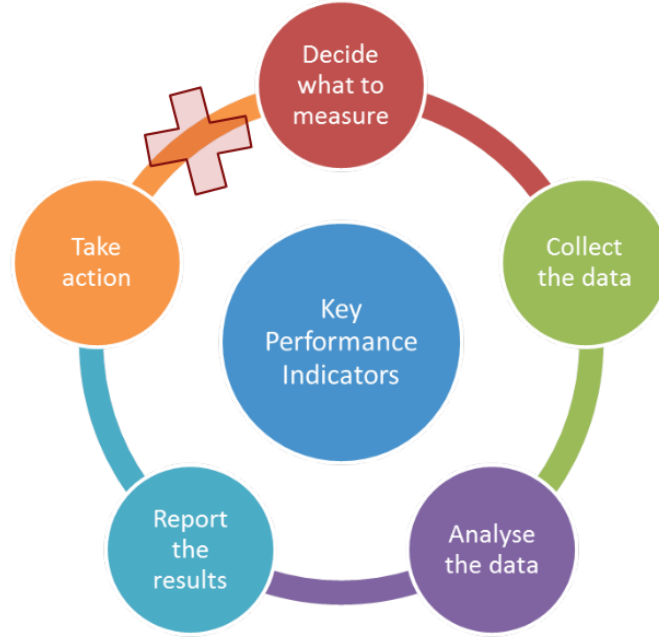 Decide
what to
measure
Collect
the data
Analyse
the data
Report
the
results
Take
action
Key
Performance
Indicators